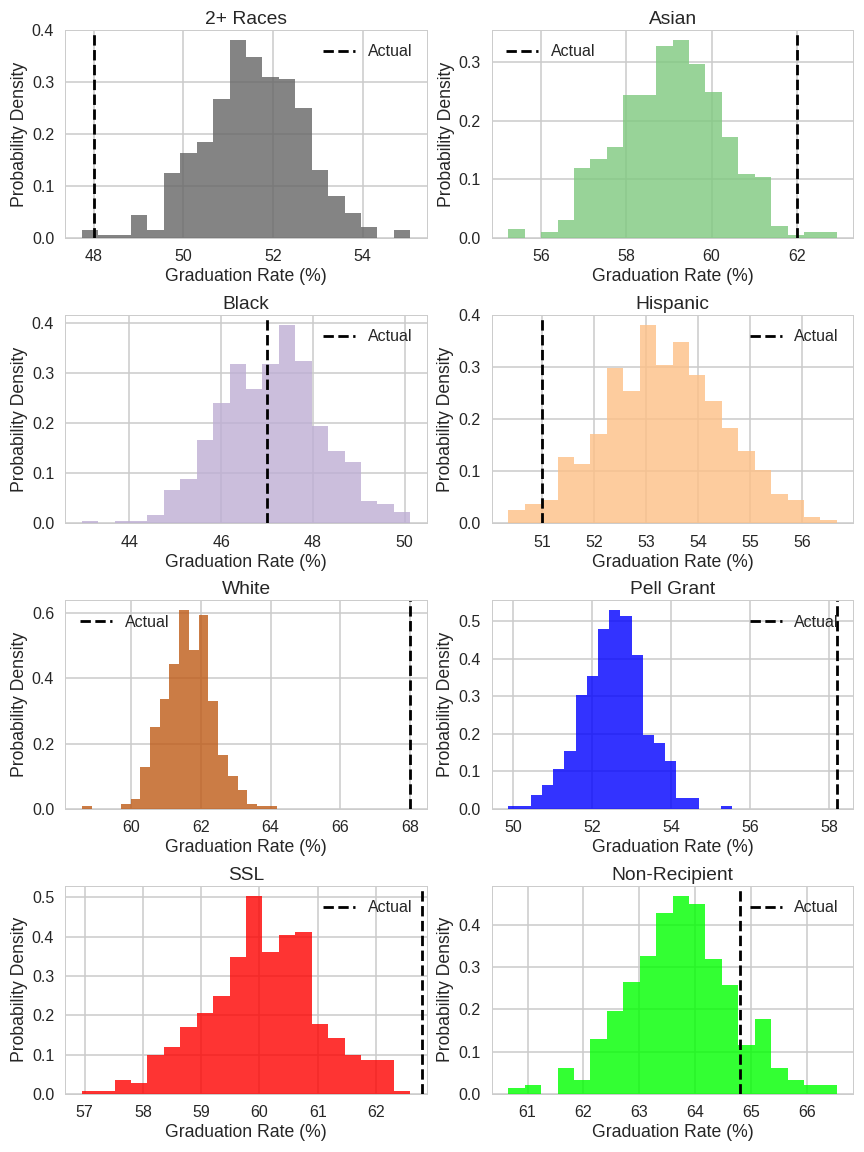 2+ Races
Actual
Probability Density
0.4
0.3
0.2
0.1
0.0
48 50 52 54
Graduation Rate (%)
Asian
Actual
Probability Density
0.3
0.2
0.1
0.0
56 58 60 62
Graduation Rate (%)
Black
Actual
Probability Density
0.4
0.3
0.2
0.1
0.0
44 46 48 50
Graduation Rate (%)
Hispanic
Actual
Probability Density
0.4
0.3
0.2
0.1
0.0
51 52 53 54 55 56
Graduation Rate (%)
White
Actual
Probability Density
0.6
0.4
0.2
0.0
60 62 64 66 68
Graduation Rate (%)
Pell Grant
Actual
Probability Density
0.5
0.4
0.3
0.2
0.1
0.0
50 52 54 56 58
Graduation Rate (%)
SSL
Actual
Probability Density
0.5
0.4
0.3
0.2
0.1
0.0
57 58 59 60 61 62
Graduation Rate (%)
Non-Recipient
Actual
Probability Density
0.4
0.3
0.2
0.1
0.0
61 62 63 64 65 66
Graduation Rate (%)